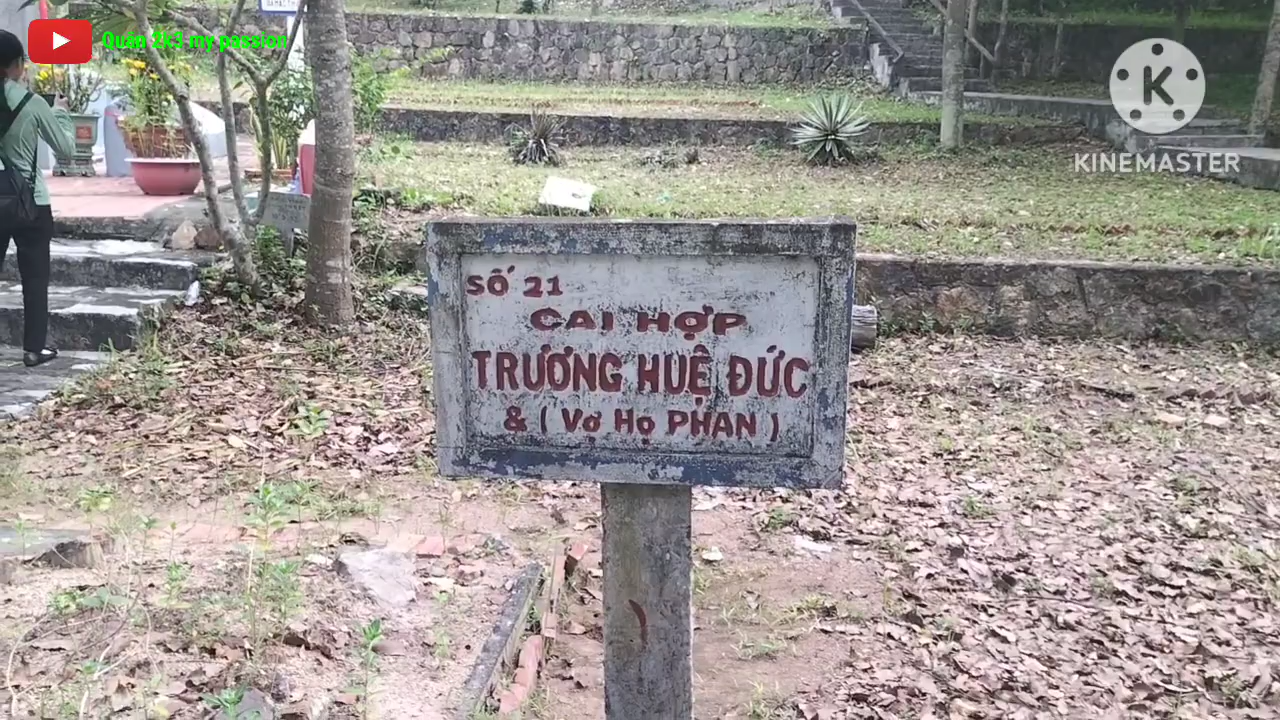 Quân 2k3 my passion
KINEMASTER
SỐ 21
CAI HỢP
TRƯƠNG HUỆ ĐỨC
& ( Vợ Họ PHAN )